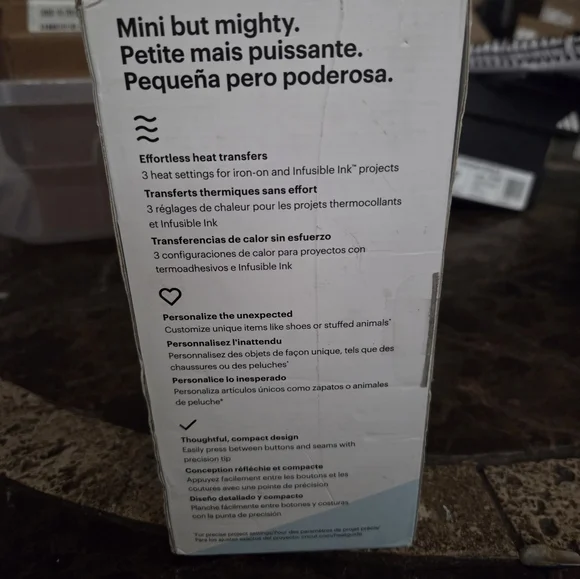 Mini but mighty.
Petite mais puissante.
Pequeña pero poderosa.
Effortless heat transfers
3 heat settings for iron-on and Infusible Ink™ projects
Transferts thermiques sans effort
3 réglages de chaleur pour les projets thermocollants
et Infusible Ink
Transferencias de calor sin esfuerzo
3 configuraciones de calor para proyectos con
termoadhesivos e Infusible Ink
Personalize the unexpected
Customize unique items like shoes or stuffed animals*
Personnalisez l'inattendu
Personnalisez des objets de façon unique, tels que des
chaussures ou des peluches*
Personalice lo inesperado
Personaliza artículos únicos como zapatos o animales
de peluche*
Thoughtful, compact design
Easily press between buttons and seams with
precision tip
Conception réfléchie et compacte
Appuyez facilement entre les boutons et les
coutures avec une pointe de précision
Diseño detallado y compacto
Planche fácilmente entre botones y costuras
con la punta de precisión